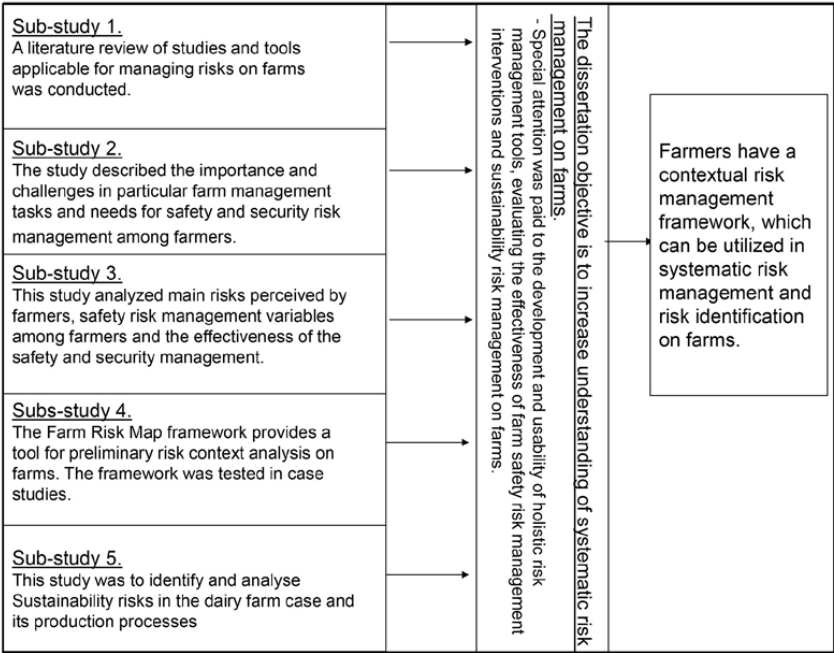 Sub-study 1.
A literature review of studies and tools
applicable for managing risks on farms
was conducted.
Sub-study 2.
The study described the importance and
challenges in particular farm management
tasks and needs for safety and security risk
management among farmers.
Sub-study 3.
This study analyzed main risks perceived by
farmers, safety risk management variables
among farmers and the effectiveness of the
safety and security management.
Subs-study 4.
The Farm Risk Map framework provides a
tool for preliminary risk context analysis on
farms. The framework was tested in case
studies.
Sub-study 5.
This study was to identify and analyse
Sustainability risks in the dairy farm case and
its production processes
The dissertation objective is to increase understanding of systematic risk
management on farms.
- Special attention was paid to the development and usability of holistic risk
management tools, evaluating the effectiveness of farm safety risk management
interventions and sustainability risk management on farms.
Farmers have a
contextual risk
management
framework, which
can be utilized in
systematic risk
management and
risk identification
on farms.